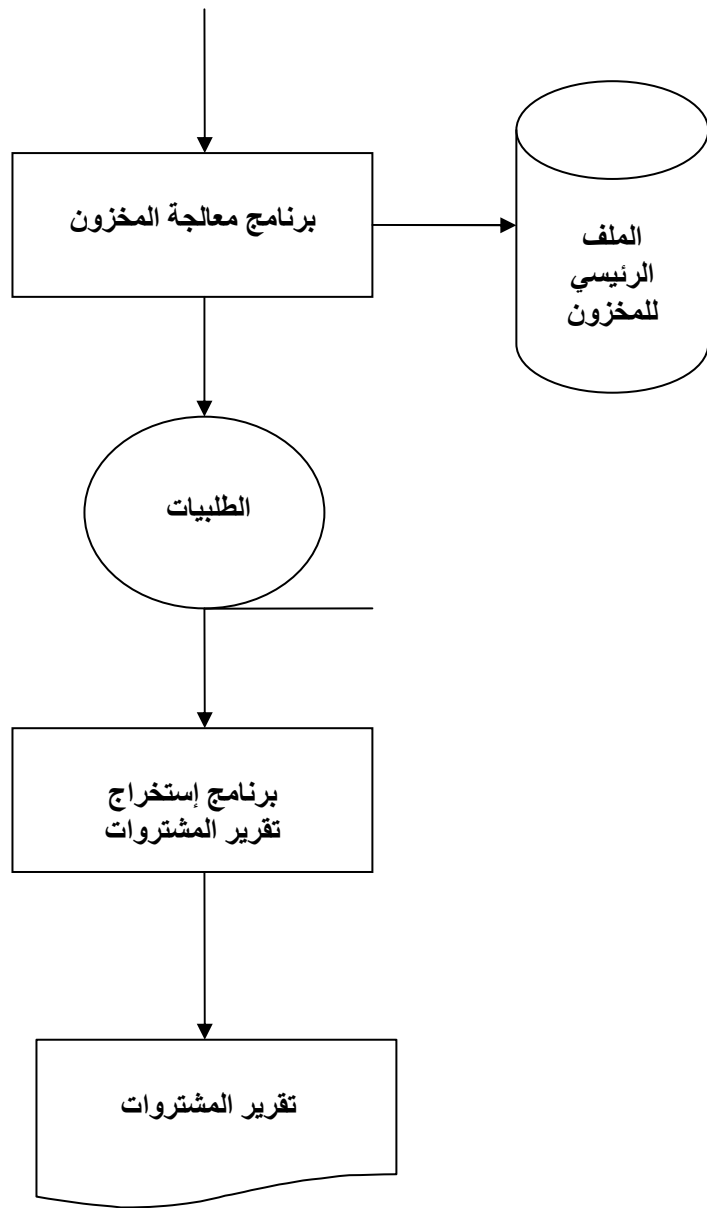 برنامج معالجة المخزون
الملف
الرئيسي
للمخزون
الطلبيات
برنامج إستخراج
تقرير المشتروات
تقرير المشتروات